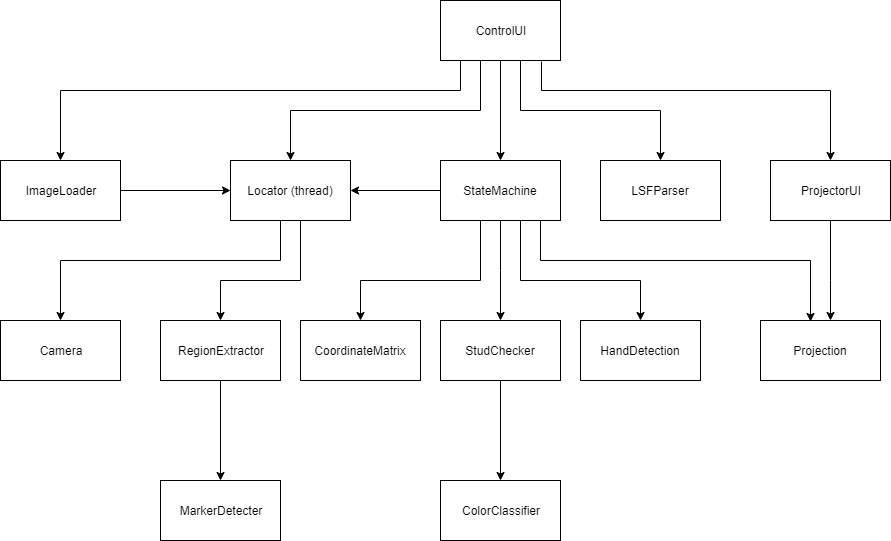 ControlUI
ImageLoader
Locator (thread)
StateMachine
LSFParser
ProjectorUI
Camera
RegionExtractor
CoordinateMatrix
StudChecker
HandDetection
Projection
MarkerDetecter
ColorClassifier